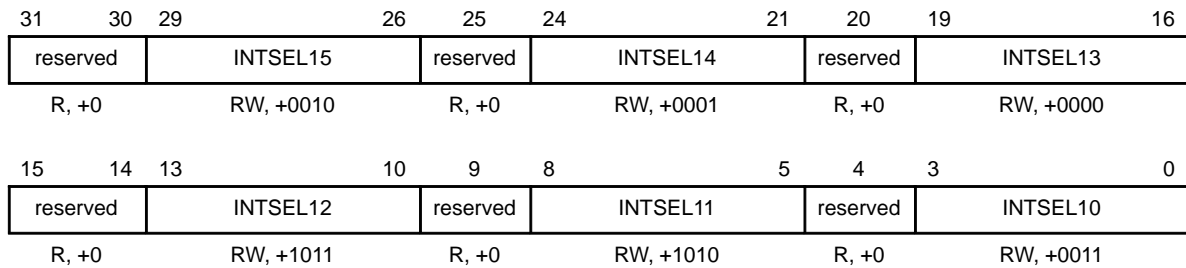 31 30 29 26 25 24 21 20 19 16
reserved INTSEL15 reserved INTSEL14 reserved INTSEL13
R, +0 RW, +0010 R, +0 RW, +0001 R, +0 RW, +0000
15 14 13 10 9 8 5 4 3 0
reserved INTSEL12 reserved INTSEL11 reserved INTSEL10
R, +0 RW, +1011 R, +0 RW, +1010 R, +0 RW, +0011